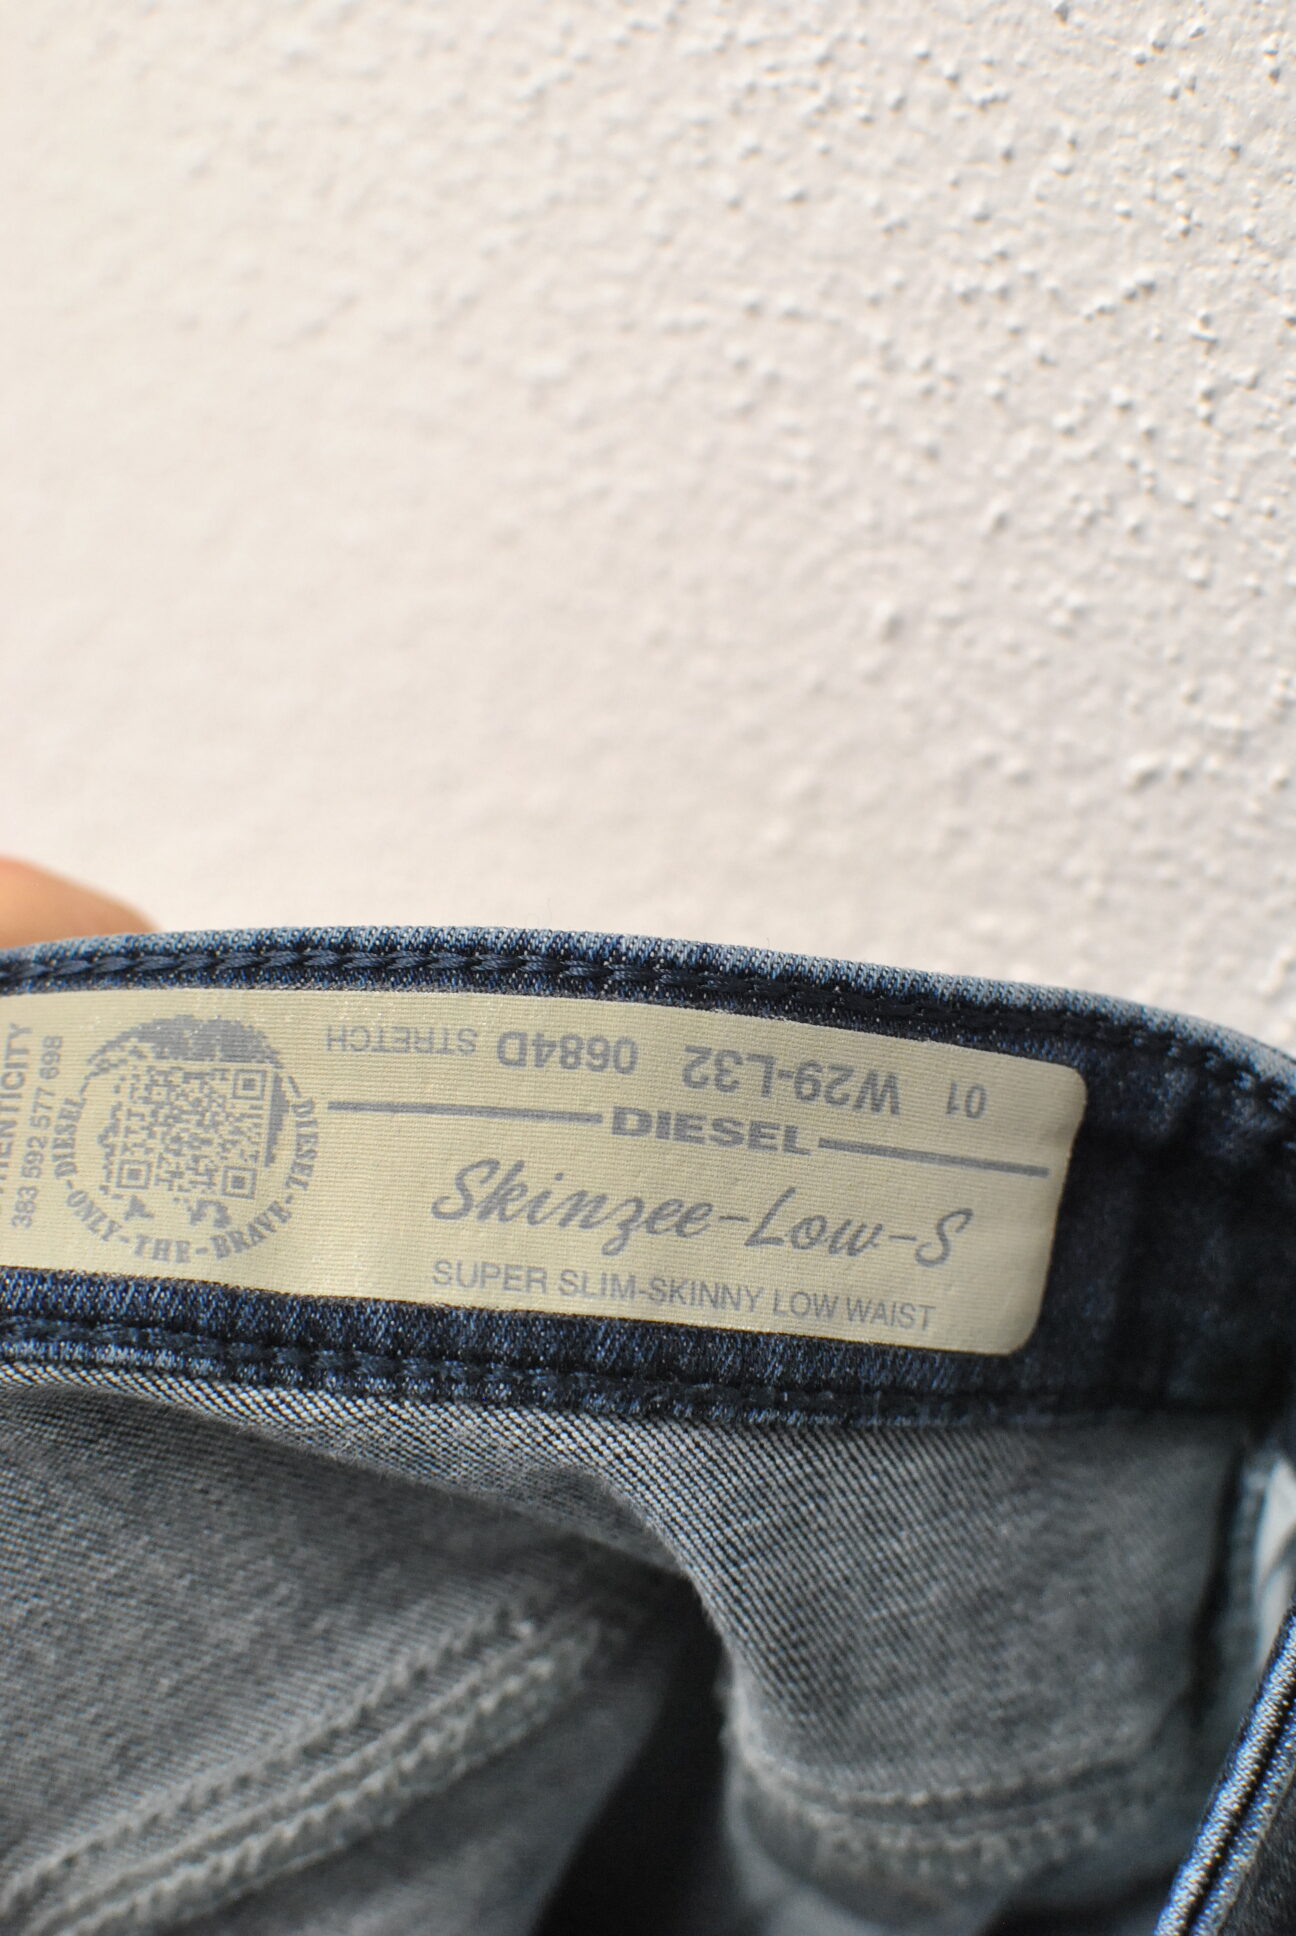 01 W29-L32 0684D STRETCH
DIESEL
Skinzee-Low-S
SUPER SLIM-SKINNY LOW WAIST
DIESEL-ONLY-THE-BRAVE-DIESEL
363 592 577 698